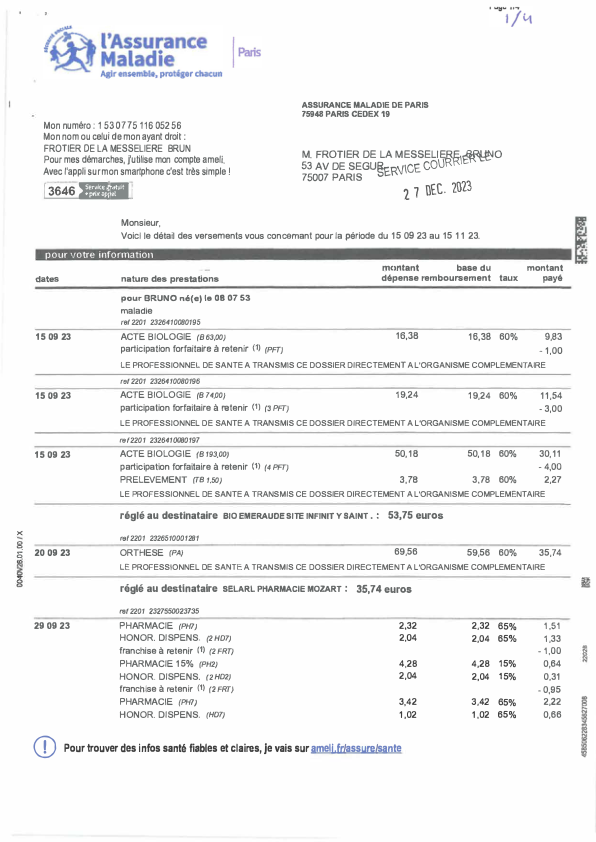 1/4
SÉCURITÉ SOCIALE
l'Assurance
Maladie
Agir ensemble, protéger chacun
Paris
ASSURANCE MALADIE DE PARIS
75948 PARIS CEDEX 19
Mon numéro : 1 53 07 75 116 052 56
Mon nom ou celui de mon ayant droit :
FROTIER DE LA MESSELIERE BRUN
Pour mes démarches, j'utilise mon compte ameli.
Avec l'appli sur mon smartphone c'est très simple !
3646 Service gratuit + prix appel
M. FROTIER DE LA MESSELIERE, BRUNO
53 AV DE SEGUR
75007 PARIS
SERVICE COURRIER LE
27 DEC. 2023
Monsieur,
Voici le détail des versements vous concernant pour la période du 15 09 23 au 15 11 23.
pour votre information
dates nature des prestations montant dépense base du remboursement taux montant payé
pour BRUNO né(e) le 08 07 53
maladie
ref 2201 2326410080195
15 09 23 ACTE BIOLOGIE (B 63,00) 16,38 16,38 60% 9,83
participation forfaitaire à retenir (1) (PFT) - 1,00
LE PROFESSIONNEL DE SANTE A TRANSMIS CE DOSSIER DIRECTEMENT A L'ORGANISME COMPLEMENTAIRE
ref 2201 2326410080196
15 09 23 ACTE BIOLOGIE (B 74,00) 19,24 19,24 60% 11,54
participation forfaitaire à retenir (1) (3 PFT) - 3,00
LE PROFESSIONNEL DE SANTE A TRANSMIS CE DOSSIER DIRECTEMENT A L'ORGANISME COMPLEMENTAIRE
ref 2201 2326410080197
15 09 23 ACTE BIOLOGIE (B 193,00) 50,18 50,18 60% 30,11
participation forfaitaire à retenir (1) (4 PFT) - 4,00
PRELEVEMENT (TB 1,50) 3,78 3,78 60% 2,27
LE PROFESSIONNEL DE SANTE A TRANSMIS CE DOSSIER DIRECTEMENT A L'ORGANISME COMPLEMENTAIRE
réglé au destinataire BIO EMERAUDE SITE INFINIT Y SAINT . : 53,75 euros
ref 2201 2326510001281
20 09 23 ORTHESE (PA) 69,56 59,56 60% 35,74
LE PROFESSIONNEL DE SANTE A TRANSMIS CE DOSSIER DIRECTEMENT A L'ORGANISME COMPLEMENTAIRE
réglé au destinataire SELARL PHARMACIE MOZART : 35,74 euros
ref 2201 2327550023735
29 09 23 PHARMACIE (PH7) 2,32 2,32 65% 1,51
HONOR. DISPENS. (2 HD7) 2,04 2,04 65% 1,33
franchise à retenir (1) (2 FRT) - 1,00
PHARMACIE 15% (PH2) 4,28 4,28 15% 0,64
HONOR. DISPENS. (2 HD2) 2,04 2,04 15% 0,31
franchise à retenir (1) (2 FRT) - 0,95
PHARMACIE (PH7) 3,42 3,42 65% 2,22
HONOR. DISPENS. (HD7) 1,02 1,02 65% 0,66
Pour trouver des infos santé fiables et claires, je vais sur ameli.fr/assure/sante